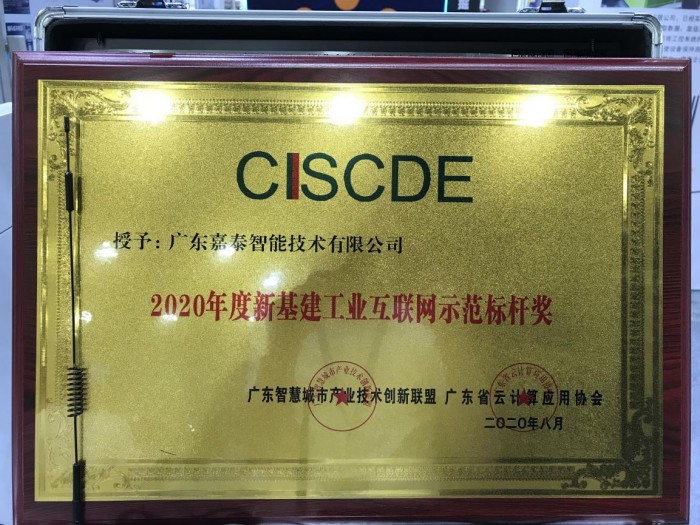 CISCDE
授予：广东嘉泰智能技术有限公司
2020年度新基建工业互联网示范标杆奖
广东智慧城市产业技术创新联盟 广东省云计算应用协会
二〇二〇年八月